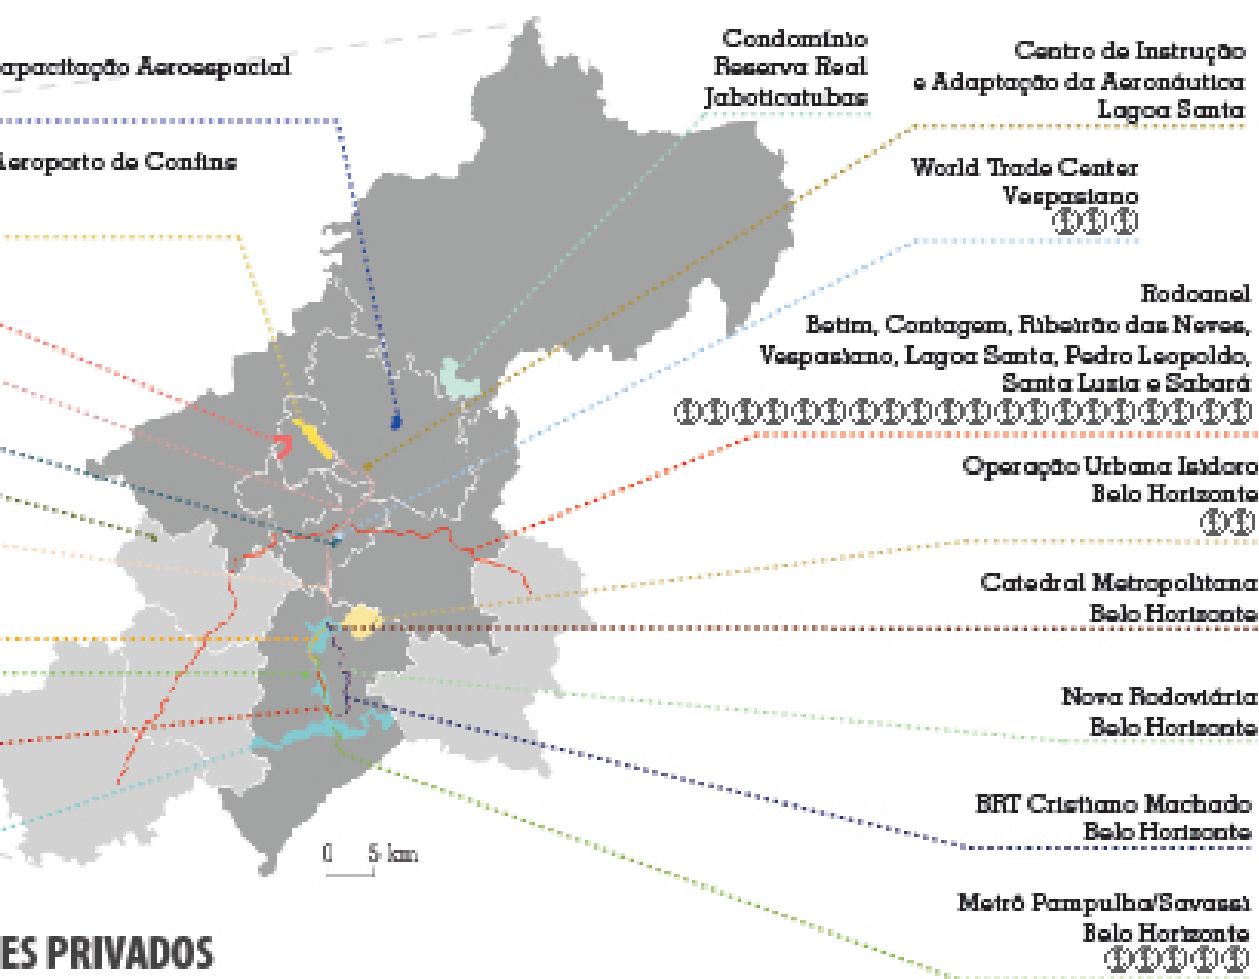 apacitação Aeroespacial
Aeroporto de Confins
Condomínio
Reserva Real
Jaboticatubas
Centro de Instrução
e Adaptação da Aeronáutica
Lagoa Santa
World Trade Center
Vespasiano
Rodoanel
Betim, Contagem, Ribeirão das Neves,
Vespasiano, Lagoa Santa, Pedro Leopoldo,
Santa Luzia e Sabará
Operação Urbana Isidoro
Belo Horizonte
Catedral Metropolitana
Belo Horizonte
Nova Rodoviária
Belo Horizonte
BRT Cristiano Machado
Belo Horizonte
Metrô Pampulha/Savassi
Belo Horizonte
0 5 km
ES PRIVADOS